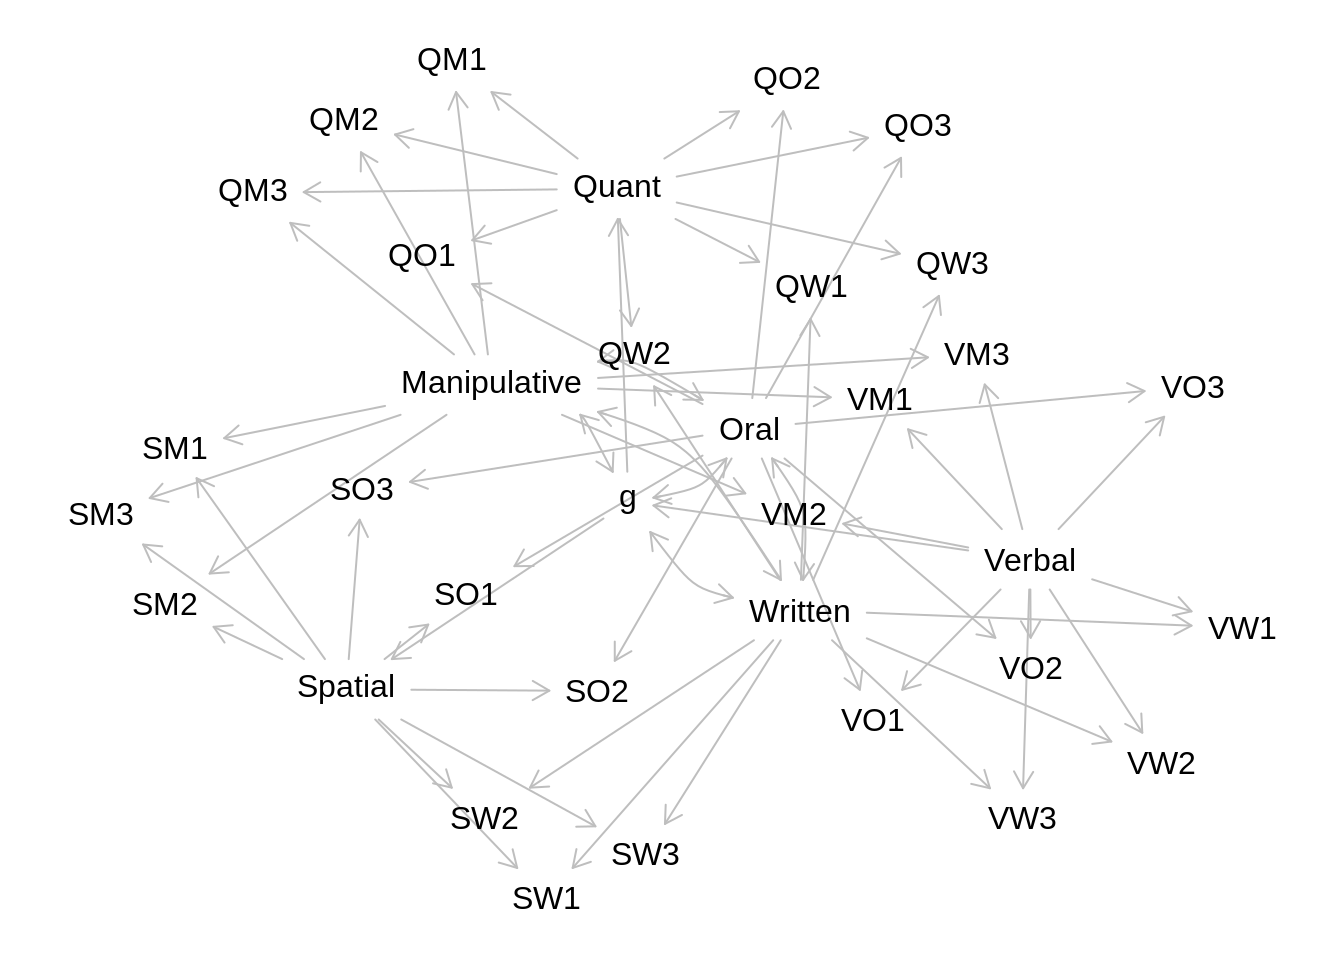 QM1
QO2
QM2
QO3
QM3
Quant
QO1
QW3
QW1
QW2
VM3
Manipulative
VO3
VM1
Oral
SM1
SO3
g
SM3
VM2
Verbal
SO1
SM2
Written
VW1
VO2
Spatial
SO2
VO1
VW2
SW2
VW3
SW3
SW1